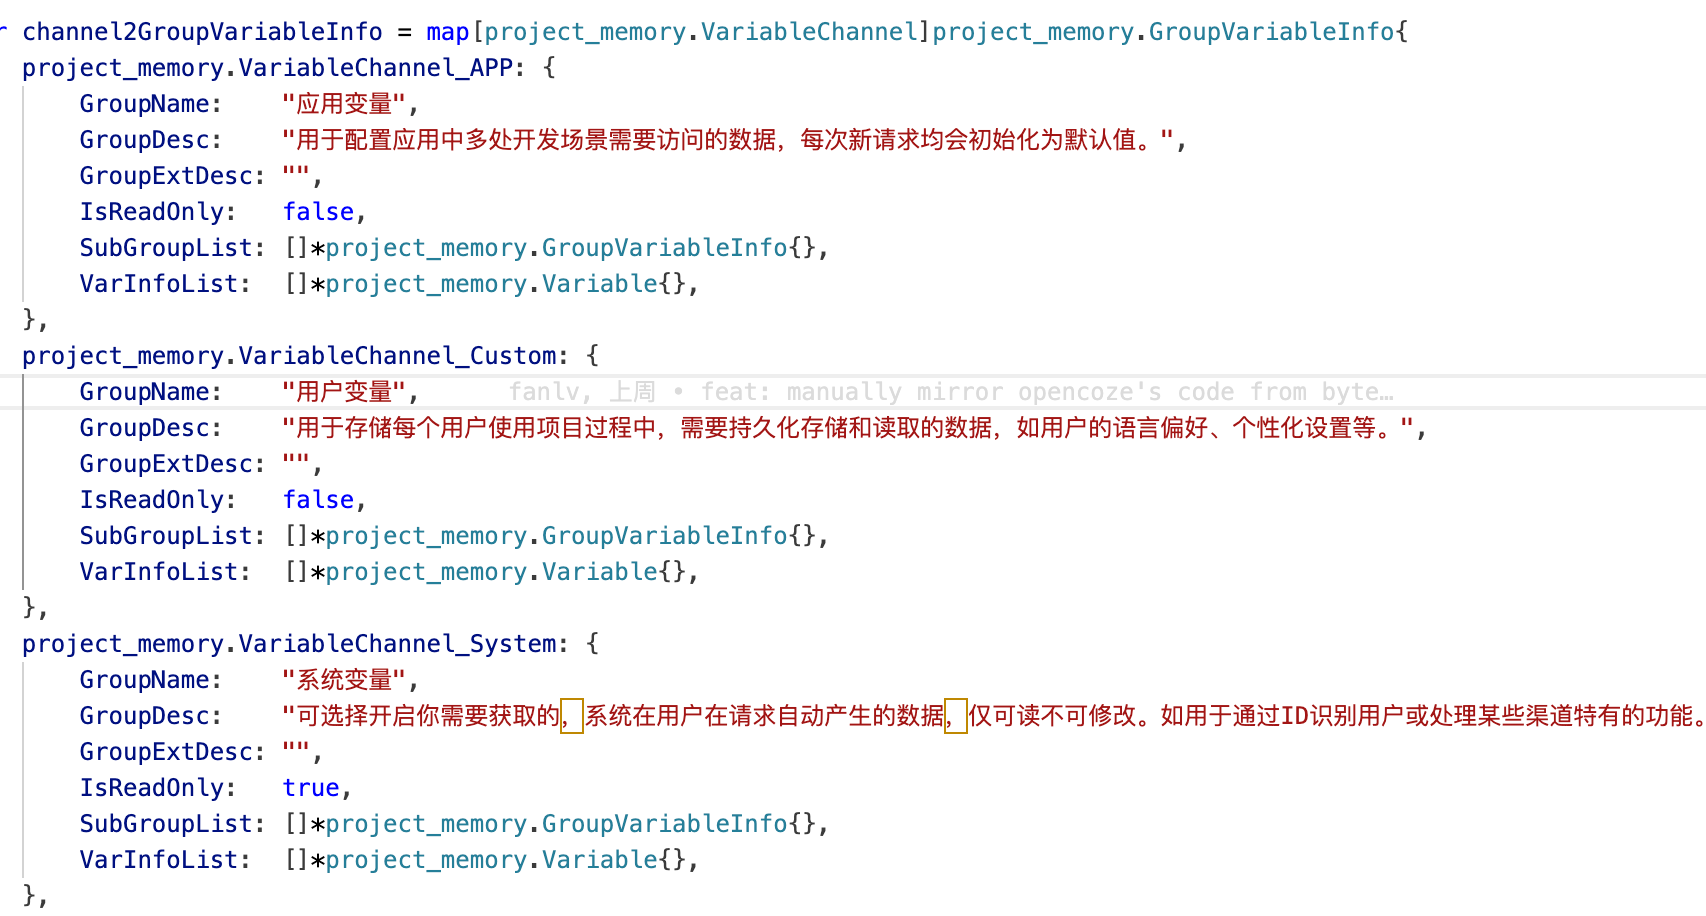 r channel2GroupVariableInfo = map[project_memory.VariableChannel]project_memory.GroupVariableInfo{
project_memory.VariableChannel_APP: {
GroupName: "应用变量",
GroupDesc: "用于配置应用中多处开发场景需要访问的数据，每次新请求均会初始化为默认值。",
GroupExtDesc: "",
IsReadOnly: false,
SubGroupList: []*project_memory.GroupVariableInfo{},
VarInfoList: []*project_memory.Variable{},
},
project_memory.VariableChannel_Custom: {
GroupName: "用户变量", fanlv, 上周 • feat: manually mirror opencoze's code from byte…
GroupDesc: "用于存储每个用户使用项目过程中，需要持久化存储和读取的数据，如用户的语言偏好、个性化设置等。",
GroupExtDesc: "",
IsReadOnly: false,
SubGroupList: []*project_memory.GroupVariableInfo{},
VarInfoList: []*project_memory.Variable{},
},
project_memory.VariableChannel_System: {
GroupName: "系统变量",
GroupDesc: "可选择开启你需要获取的，系统在用户在请求自动产生的数据，仅可读不可修改。如用于通过ID识别用户或处理某些渠道特有的功能。
GroupExtDesc: "",
IsReadOnly: true,
SubGroupList: []*project_memory.GroupVariableInfo{},
VarInfoList: []*project_memory.Variable{},
},